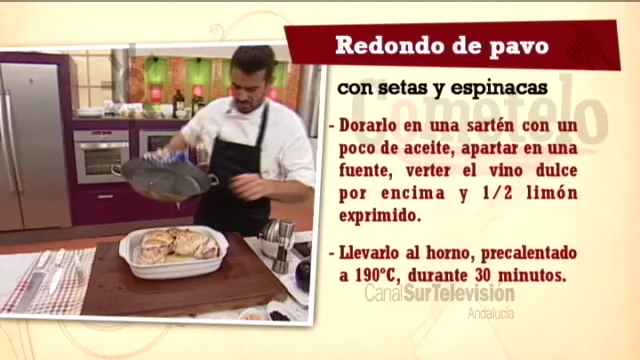 Redondo de pavo
con setas y espinacas
Cómetelo
- Dorarlo en una sartén con un
poco de aceite, apartar en una
fuente, verter el vino dulce
por encima y 1/2 limón
exprimido.
- Llevarlo al horno, precalentado
a 190ºC, durante 30 minutos.
CanalSurTelevisión
Andalucía